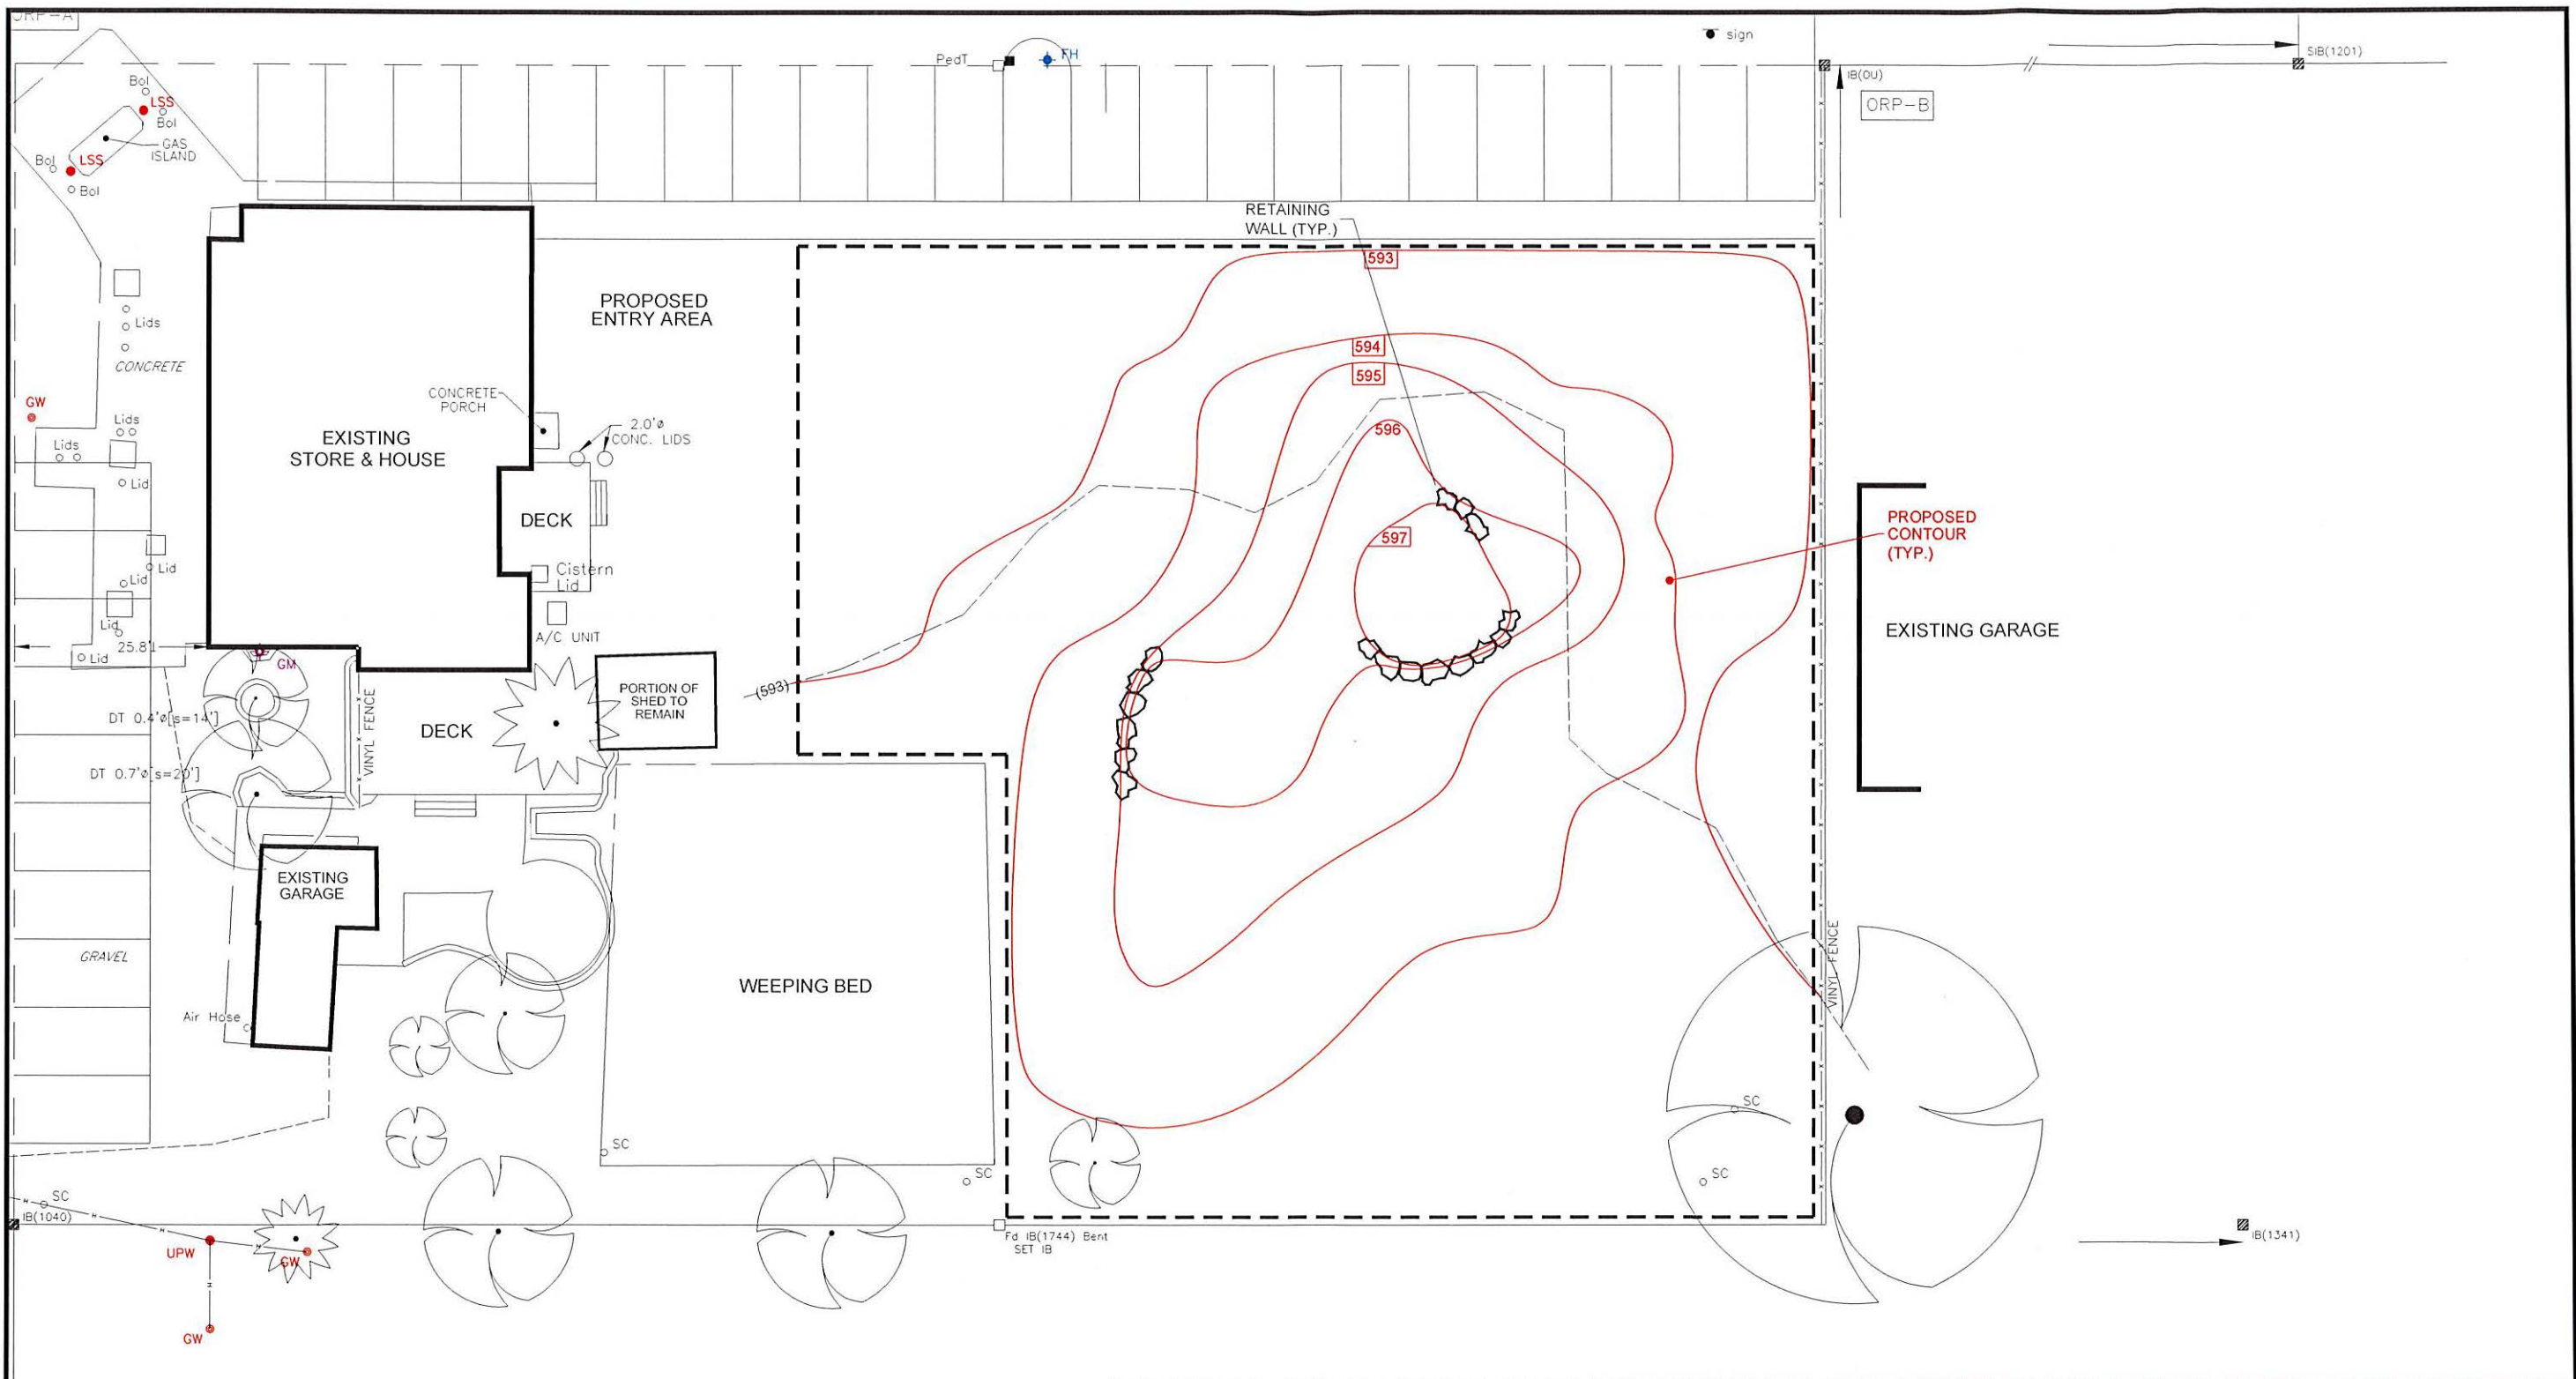 ORP-A
sign
SIB(1201)
PedT
FH
IB(OU)
ORP-B
Bol
LSS
Bol
GAS
ISLAND
Bol
LSS
Bol
RETAINING
WALL (TYP.)
593
PROPOSED
ENTRY AREA
Lids
594
CONCRETE
595
CONCRETE
PORCH
GW
Lids
2.0'ø
CONC. LIDS
596
EXISTING
STORE & HOUSE
Lids
Lid
DECK
PROPOSED
CONTOUR
(TYP.)
597
Lid
Cistern
Lid
Lid
Lid
EXISTING GARAGE
A/C UNIT
25.8'
Lid
GM
(593)
PORTION OF
SHED TO
REMAIN
VINYL FENCE
DT 0.4'ø[s=14']
DECK
DT 0.7'ø[s=20']
EXISTING
GARAGE
GRAVEL
VINYL FENCE
WEEPING BED
Air Hose
SC
SC
SC
SC
SC
IB(1040)
Fd IB(1744) Bent
SET IB
IB(1341)
UPW
GW
GW